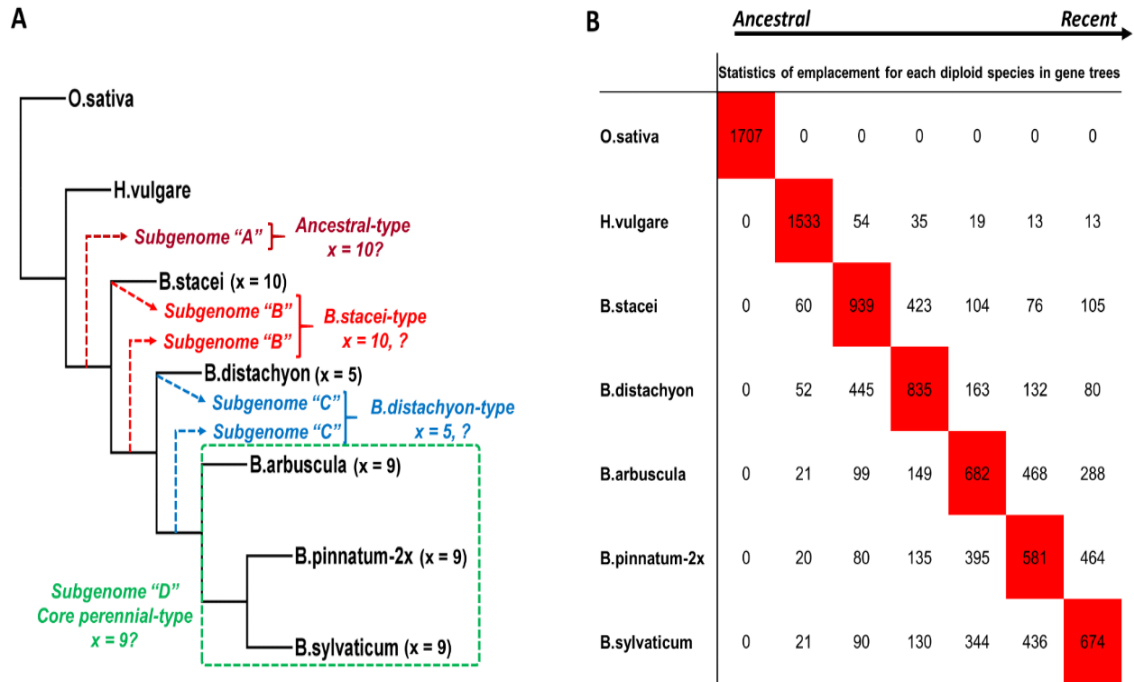 A
O.sativa
H.vulgare
Subgenome “A”
Ancestral-type
x = 10?
B.stacei (x = 10)
Subgenome “B”
Subgenome “B”
B.stacei-type
x = 10, ?
B.distachyon (x = 5)
Subgenome “C”
Subgenome “C”
B.distachyon-type
x = 5, ?
B.arbuscula (x = 9)
B.pinnatum-2x (x = 9)
Subgenome “D”
Core perennial-type
x = 9?
B.sylvaticum (x = 9)
B
Ancestral Recent
Statistics of emplacement for each diploid species in gene trees
O.sativa 1707 0 0 0 0 0 0
H.vulgare 0 1533 54 35 19 13 13
B.stacei 0 60 939 423 104 76 105
B.distachyon 0 52 445 835 163 132 80
B.arbuscula 0 21 99 149 682 468 288
B.pinnatum-2x 0 20 80 135 395 581 464
B.sylvaticum 0 21 90 130 344 436 674